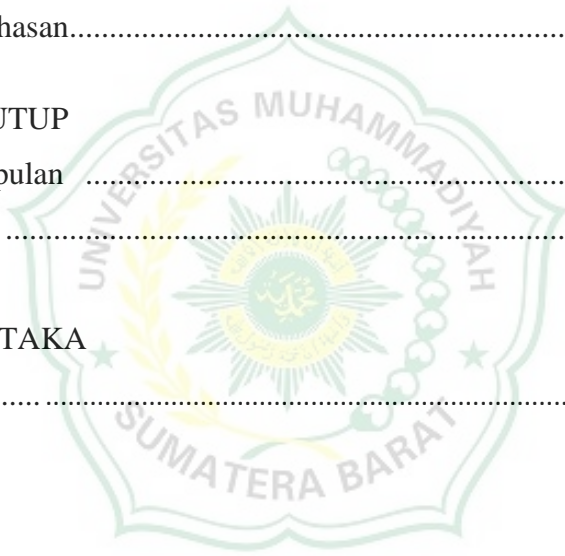 hasan..........................................................................
UTUP
pulan ........................................................................
....................................................................................
TAKA
..... ..............................................................................
UNIVERSITAS MUHAMMADIYAH
SUMATERA BARAT